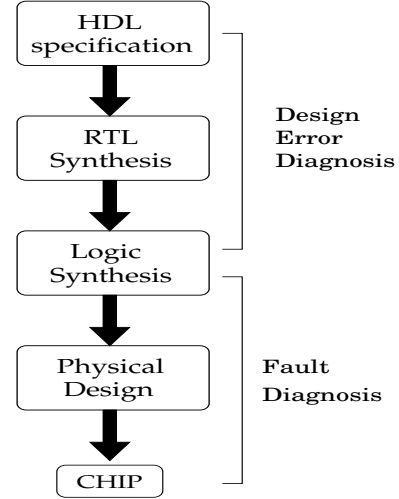 HDL
specification
RTL
Synthesis
Design
Error
Diagnosis
Logic
Synthesis
Physical
Design
Fault
Diagnosis
CHIP